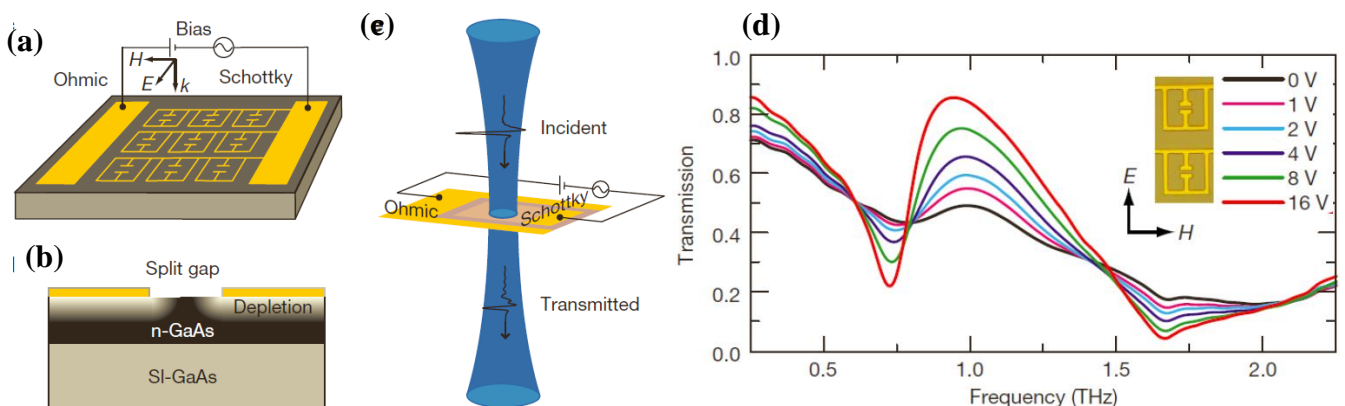 (a)
Bias
H
Ohmic
E
k
Schottky
(b)
Split gap
Depletion
n-GaAs
SI-GaAs
Incident
Ohmic
Schottky
Transmitted
(d)
1.0
0.8
0.6
0.4
0.2
0.0
Transmission
0.5
1.0
1.5
2.0
Frequency (THz)
E
H
0 V
1 V
2 V
4 V
8 V
16 V